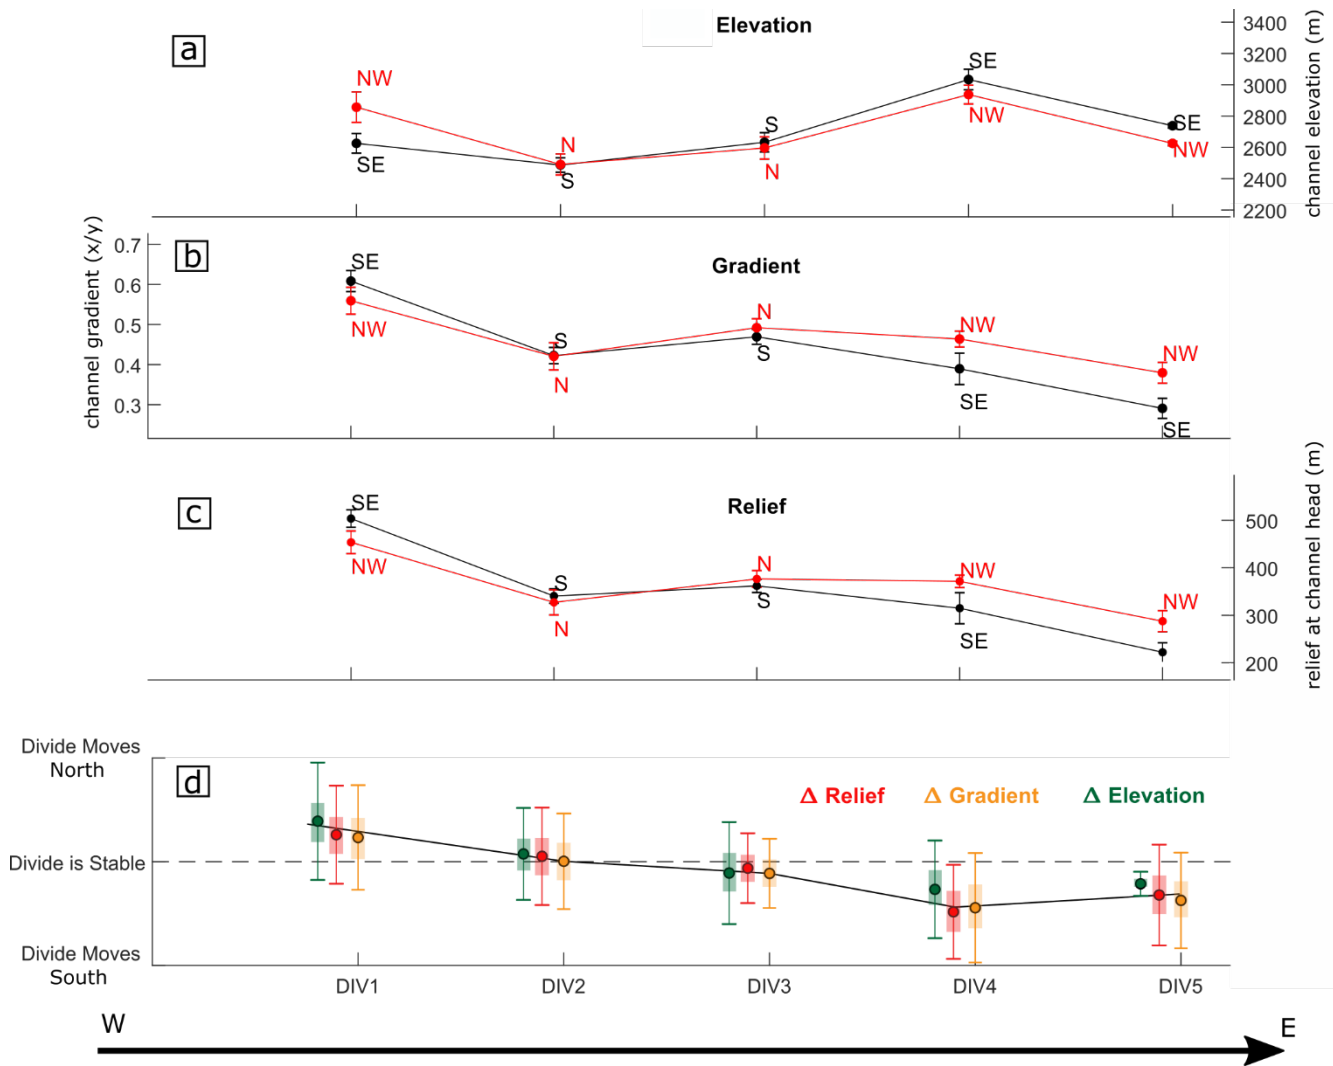 a
Elevation
NW
SE
N
S
S
N
SE
NW
SE
NW
3400
3200
3000
2800
2600
2400
2200
channel elevation (m)
b
Gradient
channel gradient (x/y)
0.7
0.6
0.5
0.4
0.3
SE
NW
S
N
N
S
NW
SE
NW
SE
c
Relief
SE
NW
S
N
N
S
NW
SE
NW
500
400
300
200
relief at channel head (m)
d
Divide Moves
North
Divide is Stable
Divide Moves
South
Δ Relief
Δ Gradient
Δ Elevation
DIV1
DIV2
DIV3
DIV4
DIV5
W
E